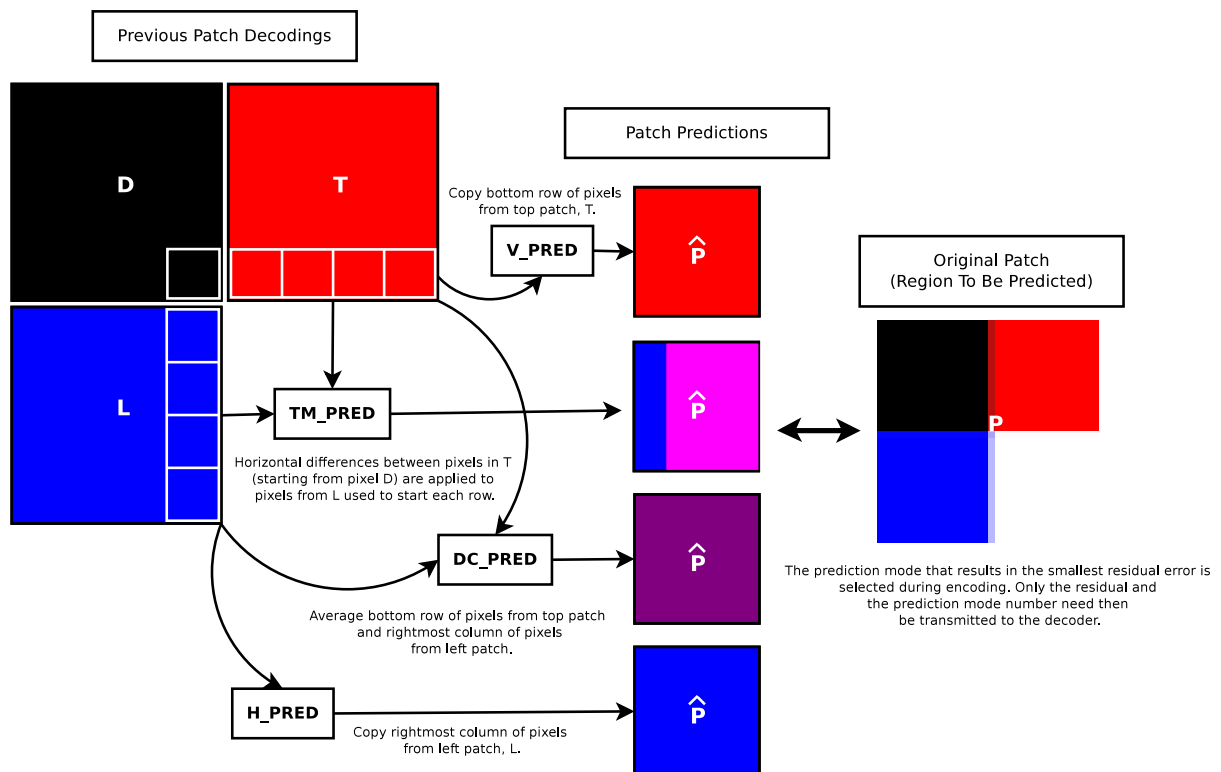 Previous Patch Decodings
D
T
Patch Predictions
Copy bottom row of pixels
from top patch, T.
V_PRED
^
P
Original Patch
(Region To Be Predicted)
L
TM_PRED
^
P
P
Horizontal differences between pixels in T
(starting from pixel D) are applied to
pixels from L used to start each row.
DC_PRED
^
P
The prediction mode that results in the smallest residual error is
selected during encoding. Only the residual and
the prediction mode number need then
be transmitted to the decoder.
Average bottom row of pixels from top patch
and rightmost column of pixels
from left patch.
H_PRED
^
P
Copy rightmost column of pixels
from left patch, L.